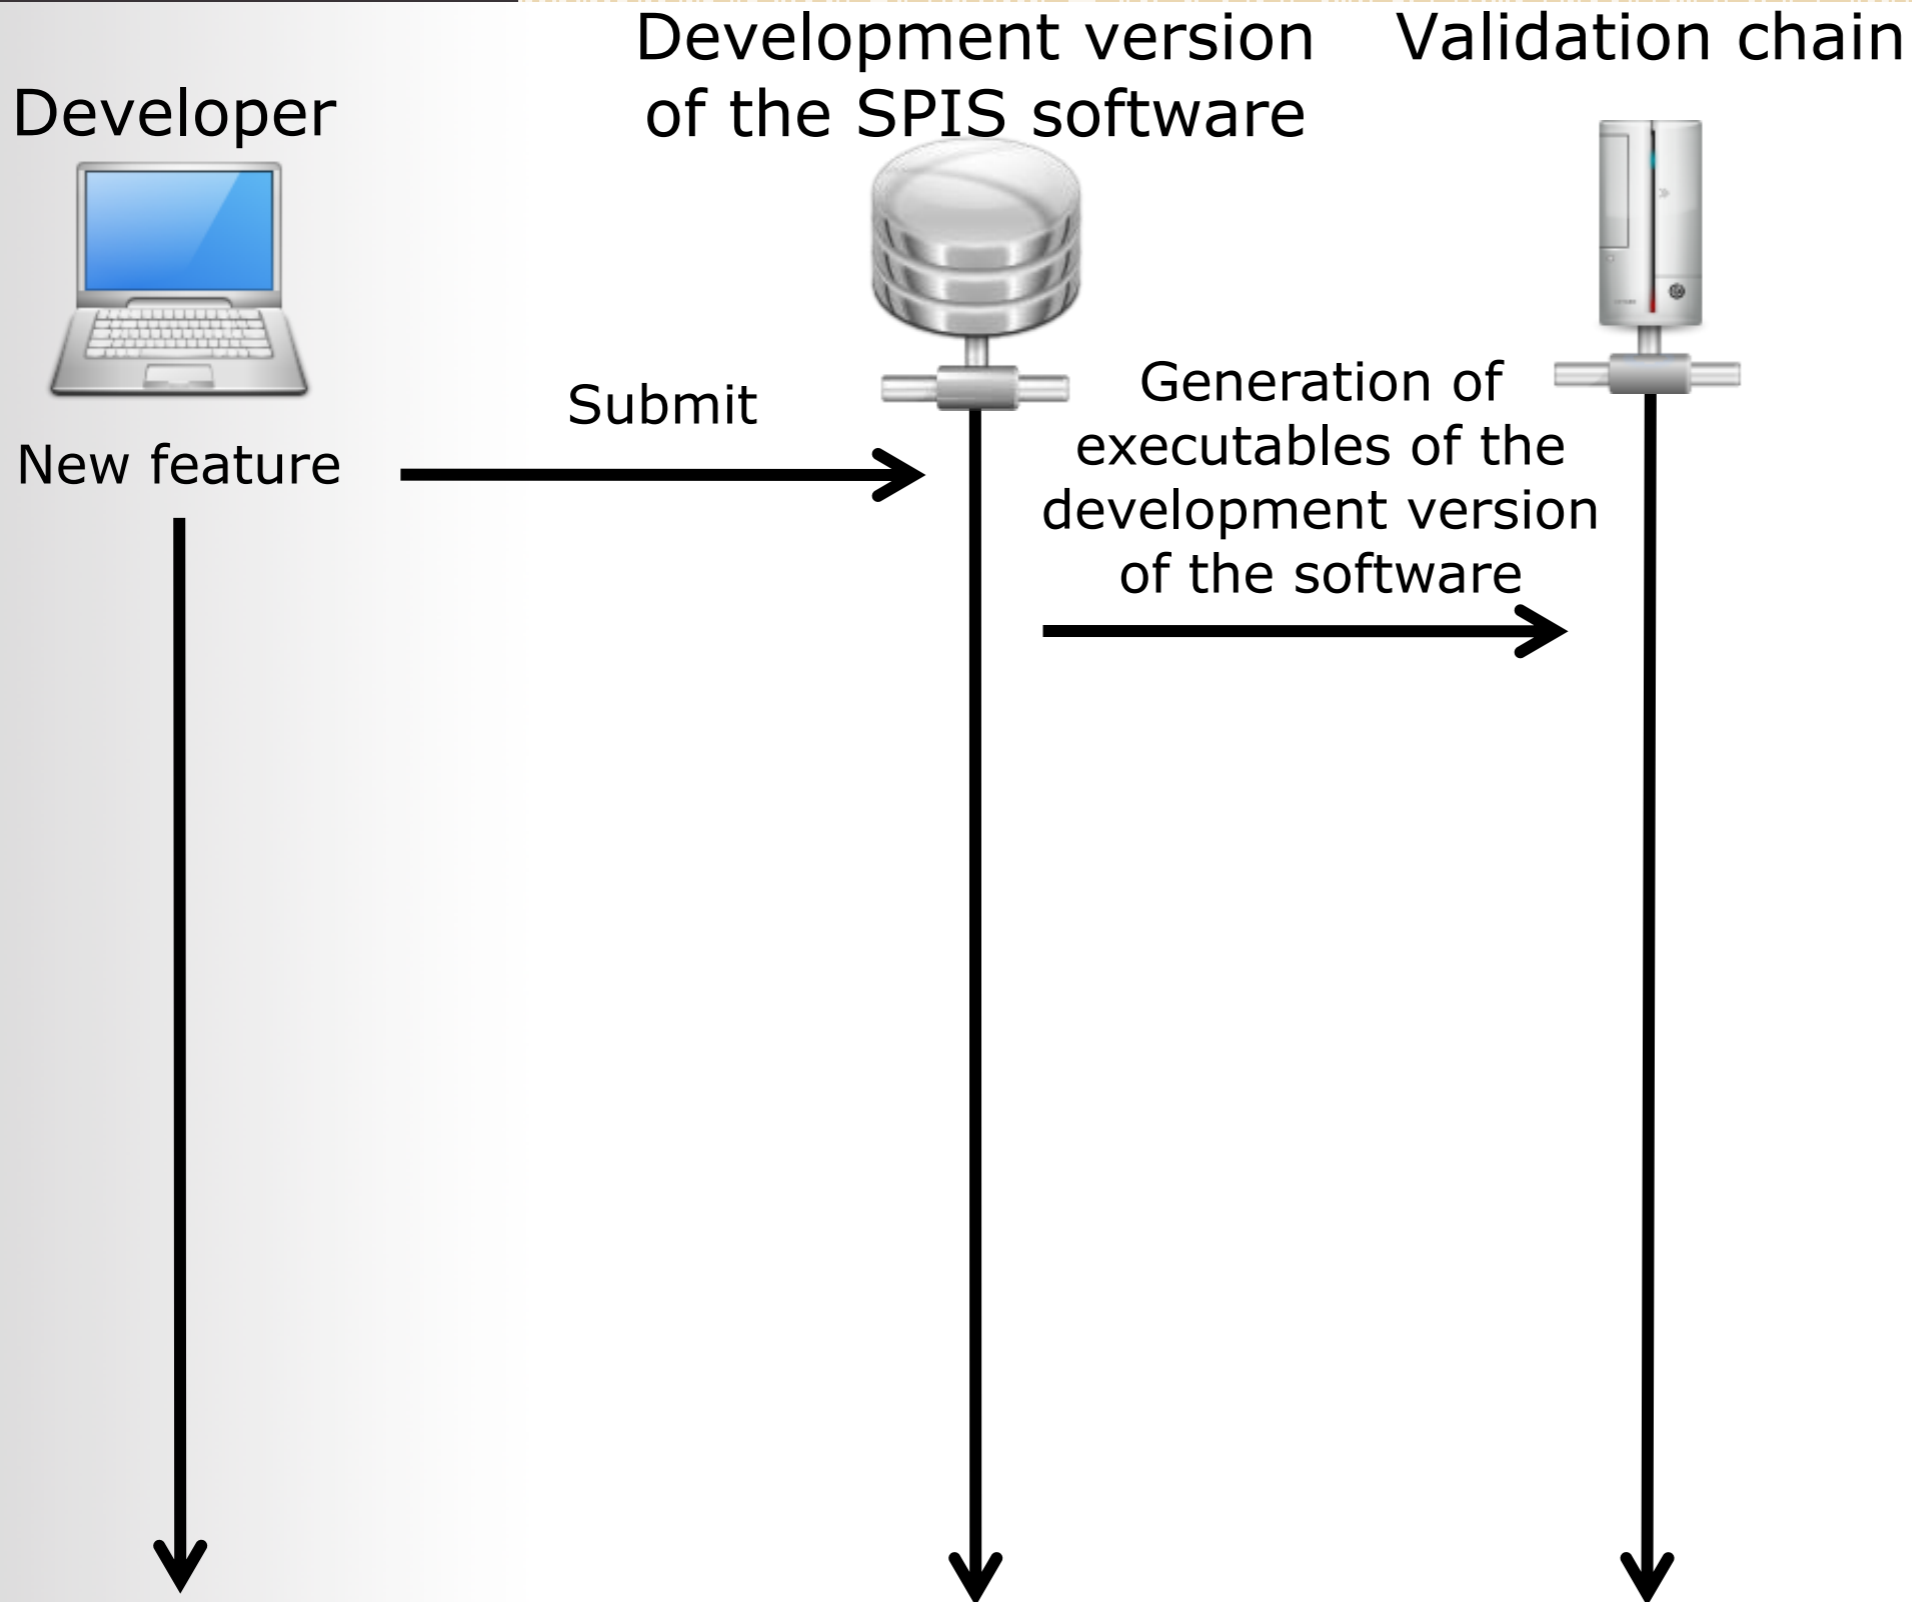 Developer
Development version
of the SPIS software
Validation chain
New feature
Submit
Generation of
executables of the
development version
of the software